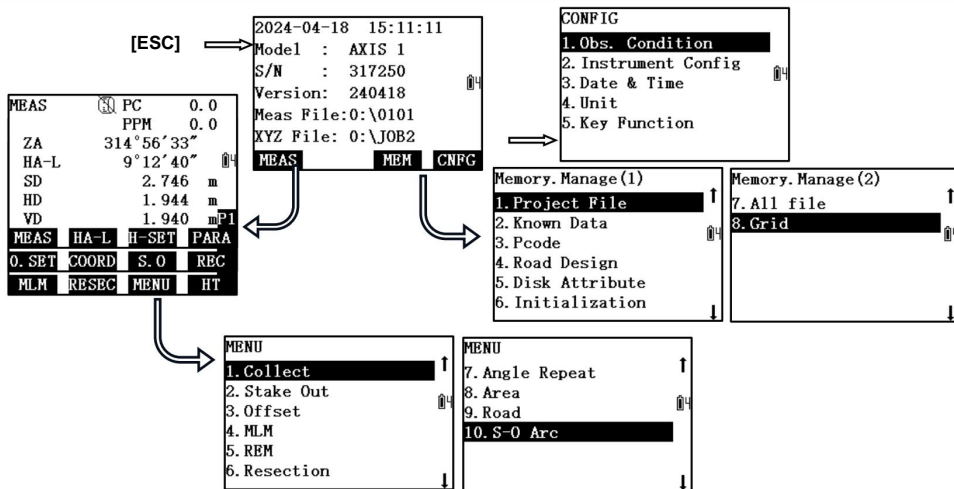 [ESC]
2024-04-18 15:11:11
Model : AXIS 1
S/N : 317250
Version: 240418
Meas File:0:\0101
XYZ File: 0:\JOB2
MEAS MEM CNFG
CONFIG
1.Obs. Condition
2.Instrument Config
3.Date & Time
4.Unit
5.Key Function
MEAS PC 0.0
PPM 0.0
ZA 314°56′33″
HA-L 9°12′40″
SD 2.746 m
HD 1.944 m
VD 1.940 m P1
MEAS HA-L H-SET PARA
0.SET COORD S.O REC
MLM RESEC MENU HT
Memory.Manage(1)
1.Project File
2.Known Data
3.Pcode
4.Road Design
5.Disk Attribute
6.Initialization
Memory.Manage(2)
7.All file
8.Grid
MENU
1.Collect
2.Stake Out
3.Offset
4.MLM
5.REM
6.Resection
MENU
7.Angle Repeat
8.Area
9.Road
10.S-O Arc